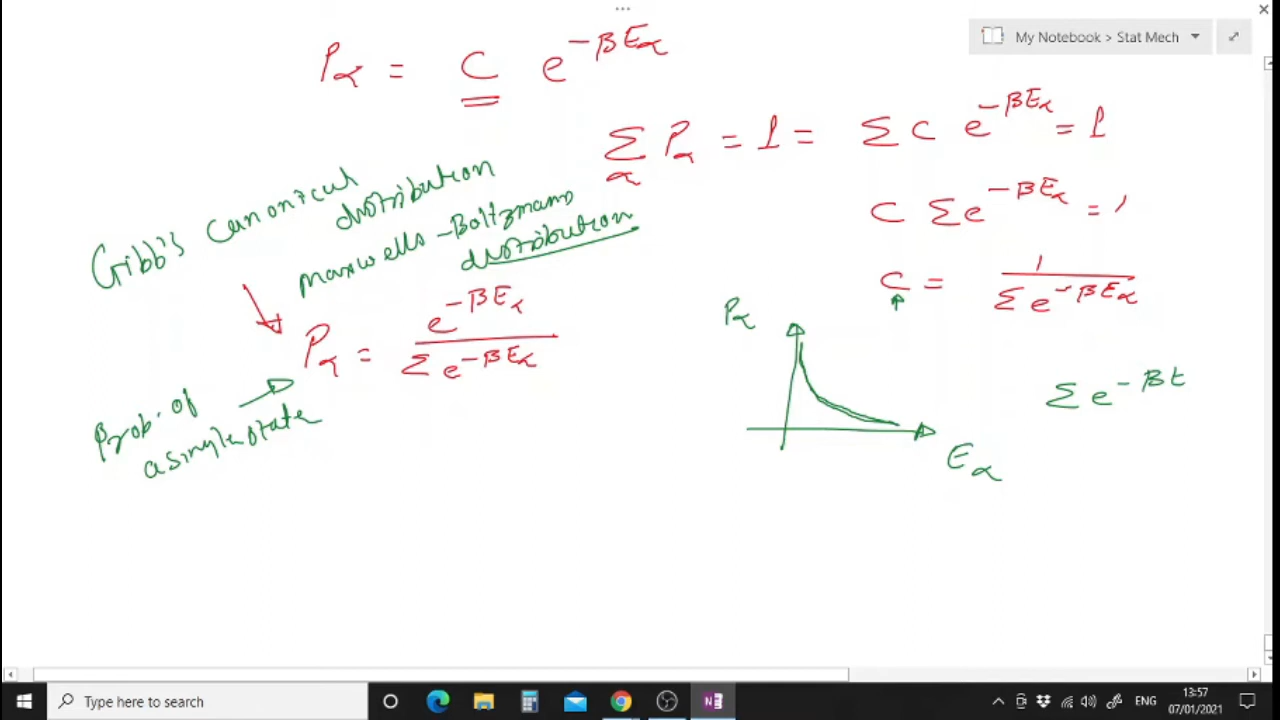 My Notebook > Stat Mech
Pα = C e^-βEα
Σα Pα = 1 = Σ C e^-βEα = 1
C Σ e^-βEα = 1
C = 1 / Σ e^-βEα
Gibb's canonical distribution
maxwells-Boltzmann distribution
Pα = e^-βEα / Σ e^-βEα
Prob. of
a single state
Pα
Eα
Σ e^-βE
Type here to search
ENG
13:57
07/01/2021